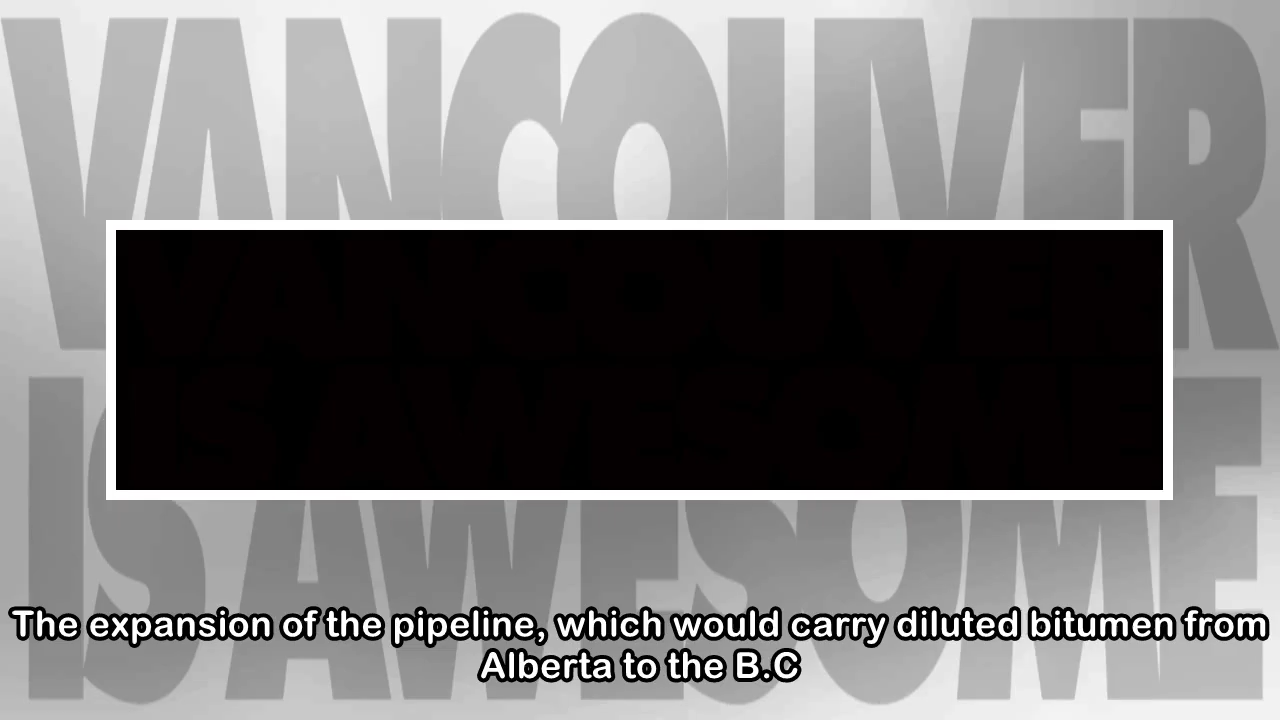 VANCOUVER
IS AWESOME
VANCOUVER
IS AWESOME
The expansion of the pipeline, which would carry diluted bitumen from
Alberta to the B.C